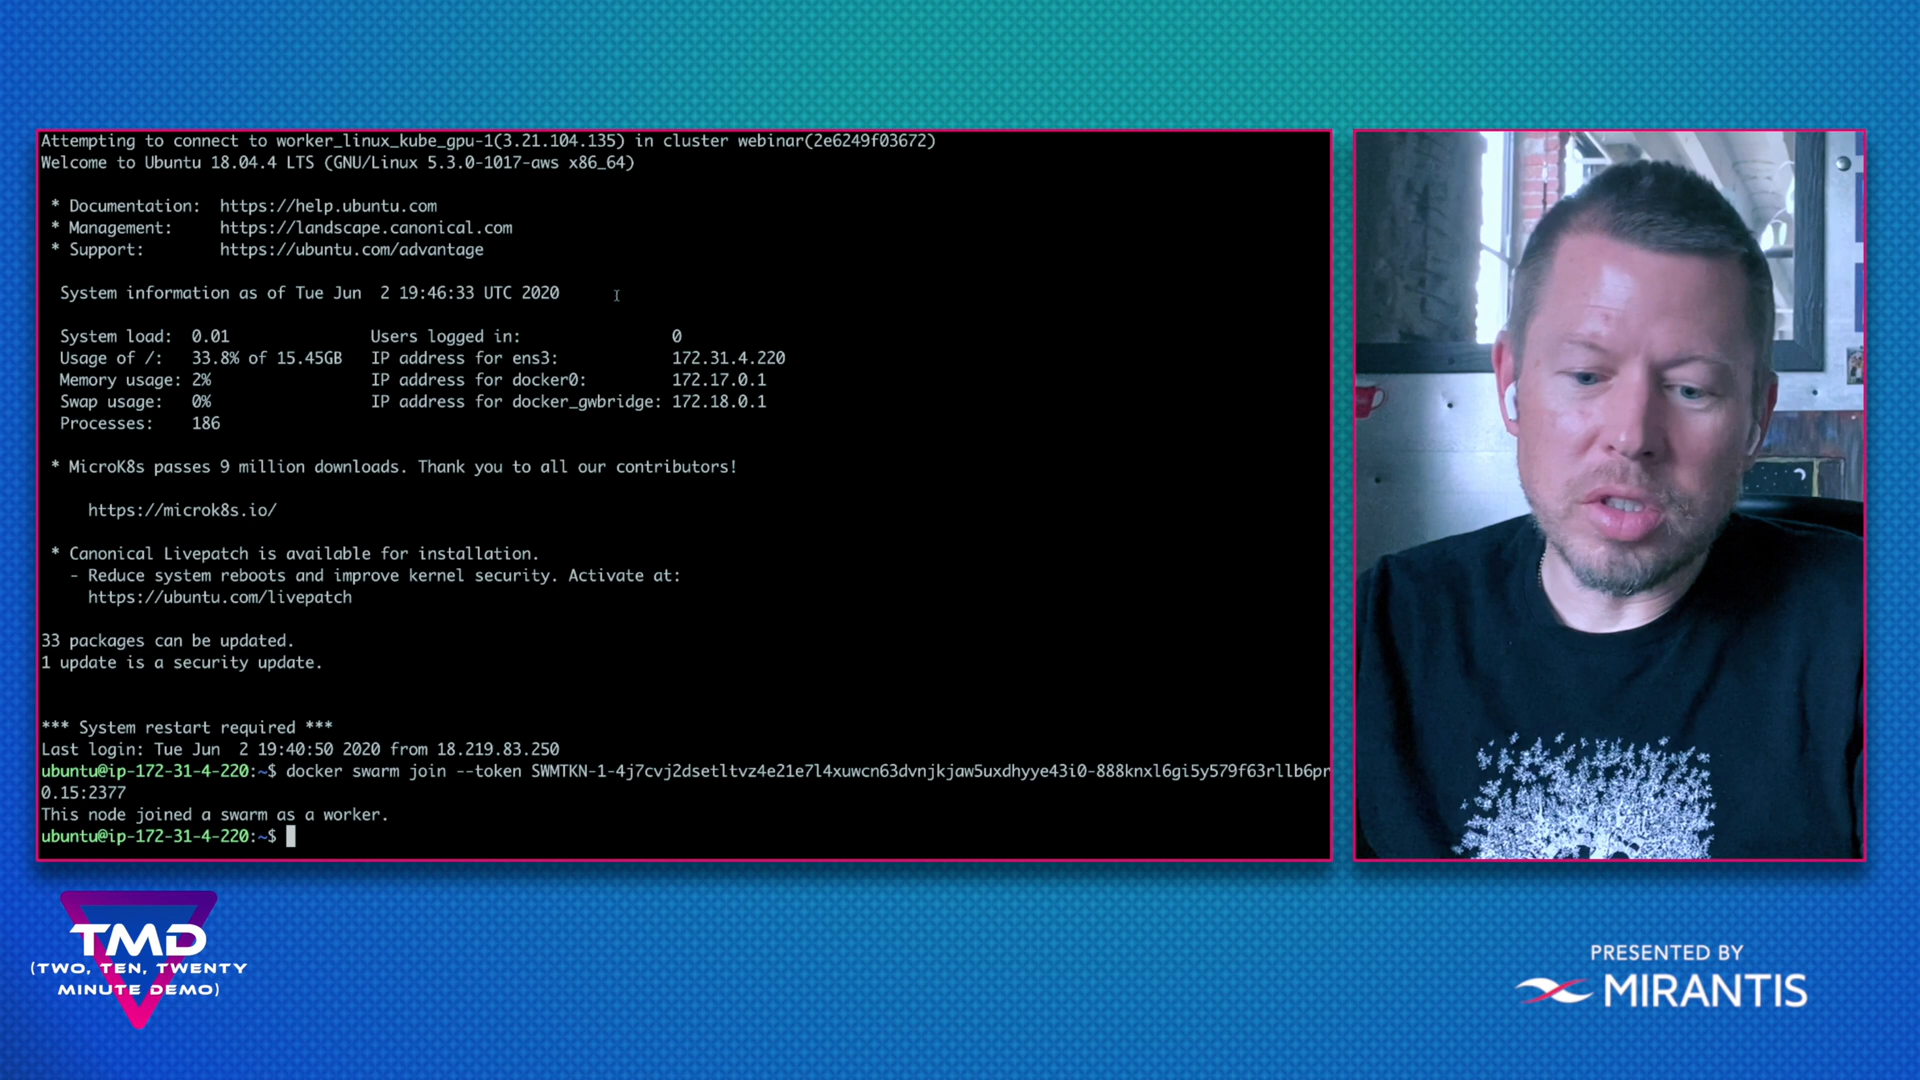 Attempting to connect to worker_linux_kube_gpu-1(3.21.104.135) in cluster webinar(2e6249f03672)
Welcome to Ubuntu 18.04.4 LTS (GNU/Linux 5.3.0-1017-aws x86_64)
* Documentation: https://help.ubuntu.com
* Management: https://landscape.canonical.com
* Support: https://ubuntu.com/advantage
System information as of Tue Jun 2 19:46:33 UTC 2020
System load: 0.01 Users logged in: 0
Usage of /: 33.8% of 15.45GB IP address for ens3: 172.31.4.220
Memory usage: 2% IP address for docker0: 172.17.0.1
Swap usage: 0% IP address for docker_gwbridge: 172.18.0.1
Processes: 186
* MicroK8s passes 9 million downloads. Thank you to all our contributors!
https://microk8s.io/
* Canonical Livepatch is available for installation.
- Reduce system reboots and improve kernel security. Activate at:
https://ubuntu.com/livepatch
33 packages can be updated.
1 update is a security update.
*** System restart required ***
Last login: Tue Jun 2 19:40:50 2020 from 18.219.83.250
ubuntu@ip-172-31-4-220:~$ docker swarm join --token SWMTKN-1-4j7cvj2dsetltvz4e21e7l4xuwcn63dvnjkjaw5uxdhyye43i0-888knxl6gi5y579f63rllb6pr
0.15:2377
This node joined a swarm as a worker.
ubuntu@ip-172-31-4-220:~$
TMD
(TWO, TEN, TWENTY
MINUTE DEMO)
PRESENTED BY
MIRANTIS